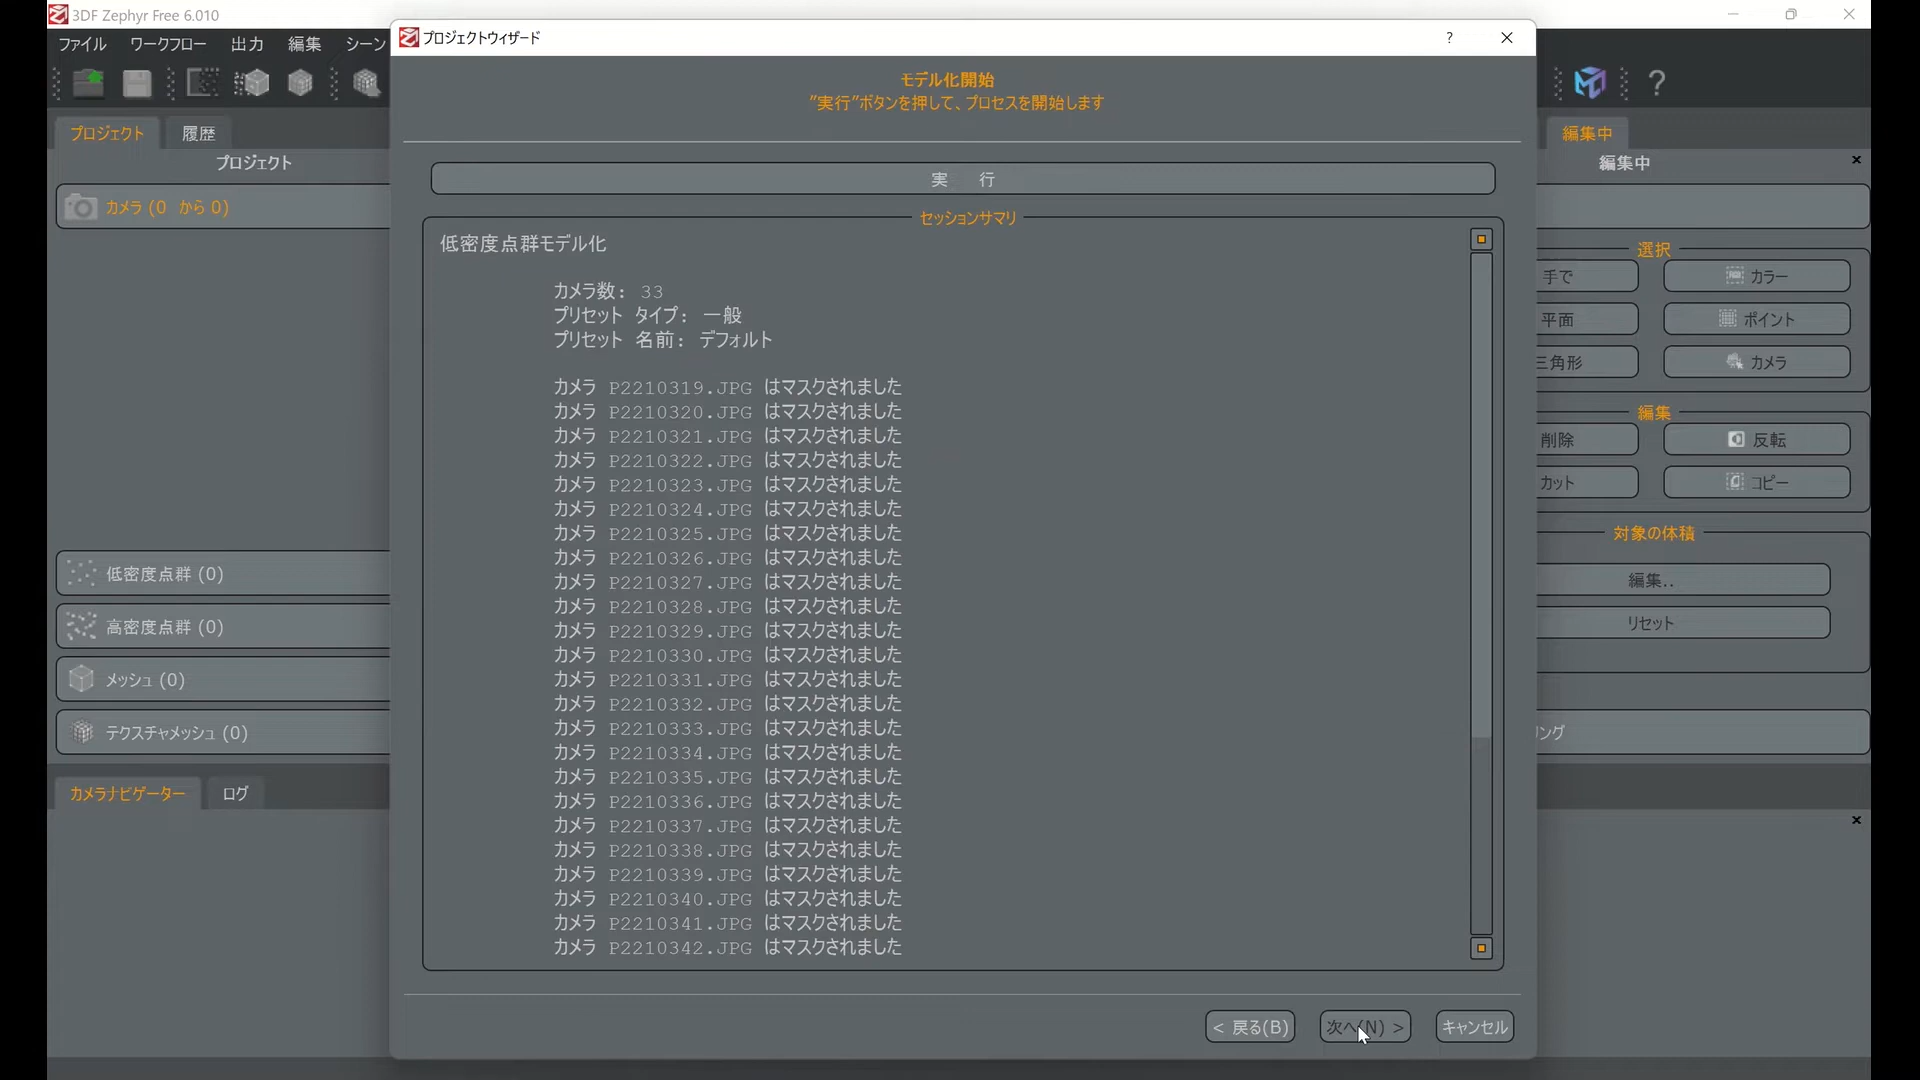 3DF Zephyr Free 6.010
ファイル ワークフロー 出力 編集 シーン
プロジェクトウィザード
?
モデル化開始
"実行"ボタンを押して、プロセスを開始します
プロジェクト 履歴
プロジェクト
カメラ (0 から 0)
低密度点群 (0)
高密度点群 (0)
メッシュ (0)
テクスチャメッシュ (0)
カメラナビゲーター ログ
実 行
セッションサマリ
低密度点群モデル化
カメラ数: 33
プリセット タイプ: 一般
プリセット 名前: デフォルト
カメラ P2210319.JPG はマスクされました
カメラ P2210320.JPG はマスクされました
カメラ P2210321.JPG はマスクされました
カメラ P2210322.JPG はマスクされました
カメラ P2210323.JPG はマスクされました
カメラ P2210324.JPG はマスクされました
カメラ P2210325.JPG はマスクされました
カメラ P2210326.JPG はマスクされました
カメラ P2210327.JPG はマスクされました
カメラ P2210328.JPG はマスクされました
カメラ P2210329.JPG はマスクされました
カメラ P2210330.JPG はマスクされました
カメラ P2210331.JPG はマスクされました
カメラ P2210332.JPG はマスクされました
カメラ P2210333.JPG はマスクされました
カメラ P2210334.JPG はマスクされました
カメラ P2210335.JPG はマスクされました
カメラ P2210336.JPG はマスクされました
カメラ P2210337.JPG はマスクされました
カメラ P2210338.JPG はマスクされました
カメラ P2210339.JPG はマスクされました
カメラ P2210340.JPG はマスクされました
カメラ P2210341.JPG はマスクされました
カメラ P2210342.JPG はマスクされました
< 戻る(B) 次へ(N) > キャンセル
?
編集中
編集中
選択
手で カラー
平面 ポイント
三角形 カメラ
編集
削除 反転
カット コピー
対象の体積
編集..
リセット
ング